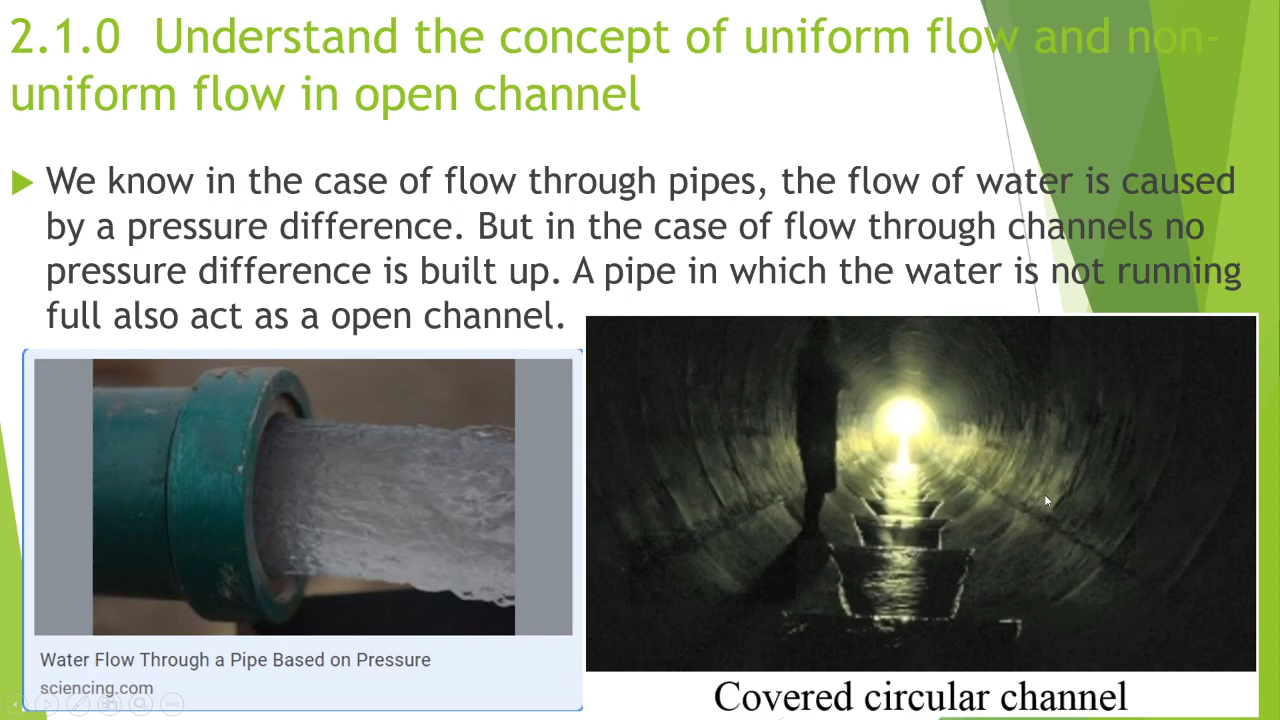 2.1.0 Understand the concept of uniform flow and non-
uniform flow in open channel
We know in the case of flow through pipes, the flow of water is caused
by a pressure difference. But in the case of flow through channels no
pressure difference is built up. A pipe in which the water is not running
full also act as a open channel.
Water Flow Through a Pipe Based on Pressure
sciencing.com
Covered circular channel